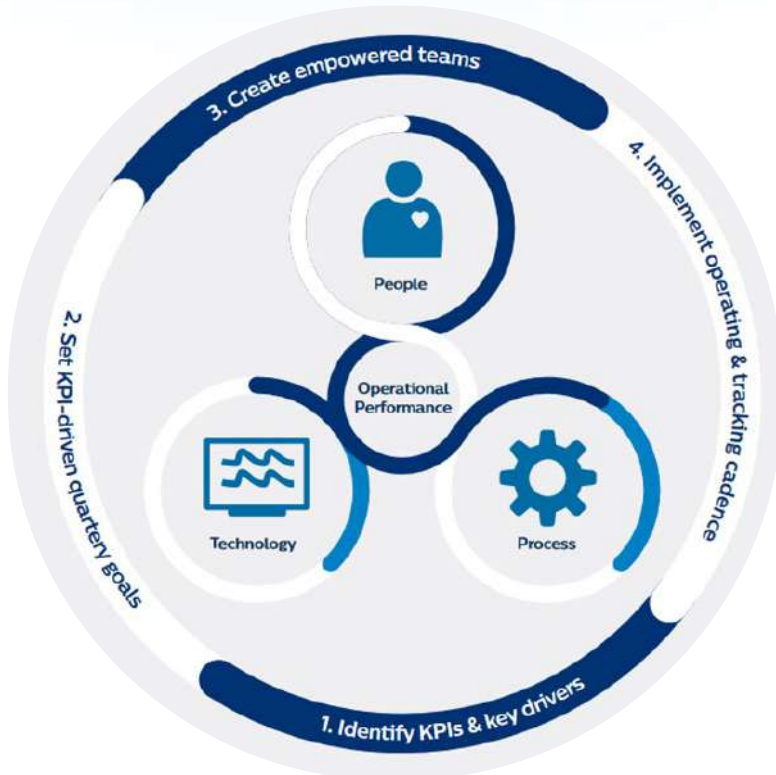 3. Create empowered teams
4. Implement operating & tracking cadence
2. Set KPI-driven quartery goals
1. Identify KPIs & key drivers
People
Operational
Performance
Technology
Process